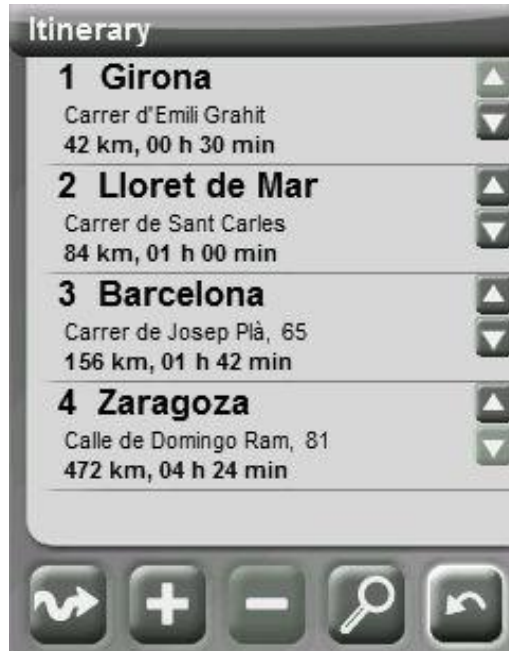 Itinerary
1 Girona
Carrer d'Emili Grahit
42 km, 00 h 30 min
2 Lloret de Mar
Carrer de Sant Carles
84 km, 01 h 00 min
3 Barcelona
Carrer de Josep Plà, 65
156 km, 01 h 42 min
4 Zaragoza
Calle de Domingo Ram, 81
472 km, 04 h 24 min